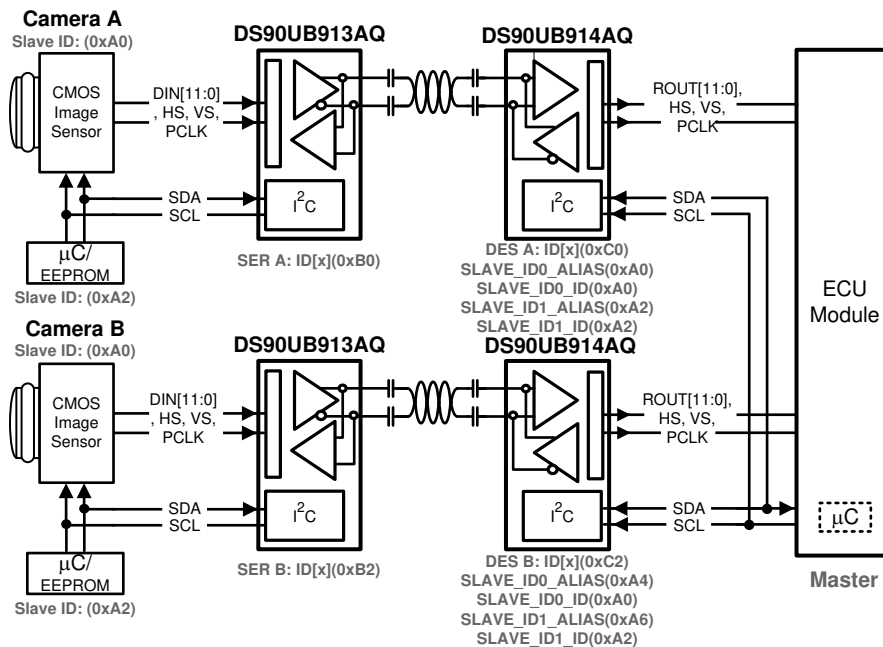 Camera A
Slave ID: (0xA0)
CMOS
Image
Sensor
DIN[11:0]
, HS, VS,
PCLK
SDA
SCL
µC/
EEPROM
Slave ID: (0xA2)
DS90UB913AQ
I²C
SER A: ID[x](0xB0)
DS90UB914AQ
I²C
DES A: ID[x](0xC0)
SLAVE_ID0_ALIAS(0xA0)
SLAVE_ID0_ID(0xA0)
SLAVE_ID1_ALIAS(0xA2)
SLAVE_ID1_ID(0xA2)
ROUT[11:0],
HS, VS,
PCLK
SDA
SCL
Camera B
Slave ID: (0xA0)
CMOS
Image
Sensor
DIN[11:0]
, HS, VS,
PCLK
SDA
SCL
µC/
EEPROM
Slave ID: (0xA2)
DS90UB913AQ
I²C
SER B: ID[x](0xB2)
DS90UB914AQ
I²C
DES B: ID[x](0xC2)
SLAVE_ID0_ALIAS(0xA4)
SLAVE_ID0_ID(0xA0)
SLAVE_ID1_ALIAS(0xA6)
SLAVE_ID1_ID(0xA2)
ROUT[11:0],
HS, VS,
PCLK
SDA
SCL
ECU
Module
µC
Master